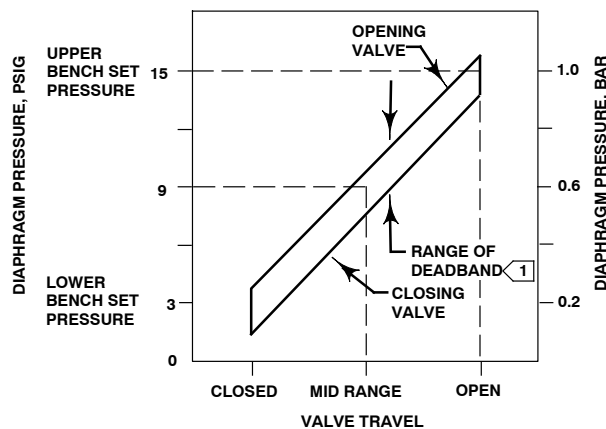 DIAPHRAGM PRESSURE, PSIG
UPPER
BENCH SET
PRESSURE
15
9
LOWER
BENCH SET
PRESSURE
3
0
OPENING
VALVE
RANGE OF
DEADBAND 1
CLOSING
VALVE
1.0
0.8
0.6
0.2
DIAPHRAGM PRESSURE, BAR
CLOSED
MID RANGE
OPEN
VALVE TRAVEL